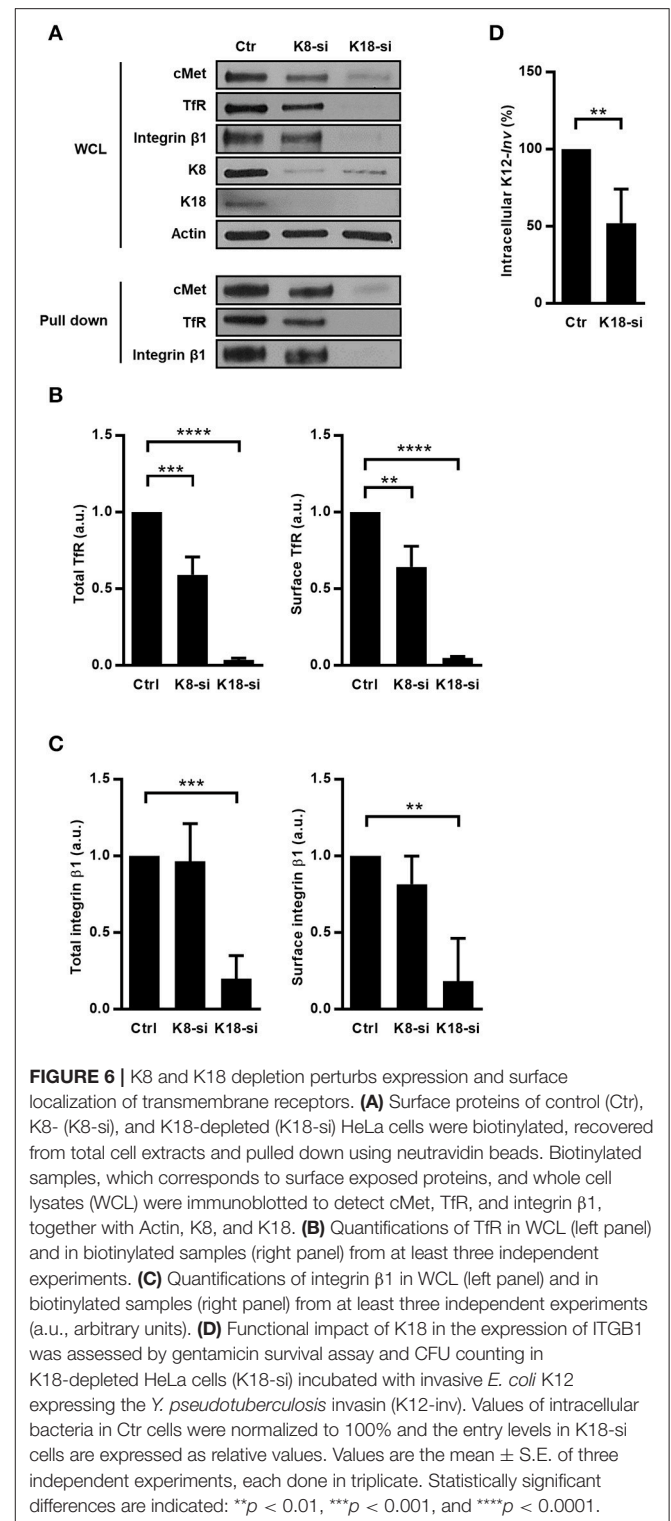 A
Ctr K8-si K18-si
WCL
cMet
TfR
Integrin β1
K8
K18
Actin
Pull down
cMet
TfR
Integrin β1
D
Intracellular K12-Inv (%)
150
100
50
0
**
Ctr K18-si
B
Total TfR (a.u.)
1.5
1.0
0.5
0.0
****
***
Ctrl K8-si K18-si
Surface TfR (a.u.)
1.5
1.0
0.5
0.0
****
**
Ctrl K8-si K18-si
C
Total integrin β1 (a.u.)
1.5
1.0
0.5
0.0
***
Ctrl K8-si K18-si
Surface integrin β1 (a.u.)
1.5
1.0
0.5
0.0
**
Ctrl K8-si K18-si
FIGURE 6 | K8 and K18 depletion perturbs expression and surface
localization of transmembrane receptors. (A) Surface proteins of control (Ctr),
K8- (K8-si), and K18-depleted (K18-si) HeLa cells were biotinylated, recovered
from total cell extracts and pulled down using neutravidin beads. Biotinylated
samples, which corresponds to surface exposed proteins, and whole cell
lysates (WCL) were immunoblotted to detect cMet, TfR, and integrin β1,
together with Actin, K8, and K18. (B) Quantifications of TfR in WCL (left panel)
and in biotinylated samples (right panel) from at least three independent
experiments. (C) Quantifications of integrin β1 in WCL (left panel) and in
biotinylated samples (right panel) from at least three independent experiments
(a.u., arbitrary units). (D) Functional impact of K18 in the expression of ITGB1
was assessed by gentamicin survival assay and CFU counting in
K18-depleted HeLa cells (K18-si) incubated with invasive E. coli K12
expressing the Y. pseudotuberculosis invasin (K12-inv). Values of intracellular
bacteria in Ctr cells were normalized to 100% and the entry levels in K18-si
cells are expressed as relative values. Values are the mean ± S.E. of three
independent experiments, each done in triplicate. Statistically significant
differences are indicated: **p < 0.01, ***p < 0.001, and ****p < 0.0001.